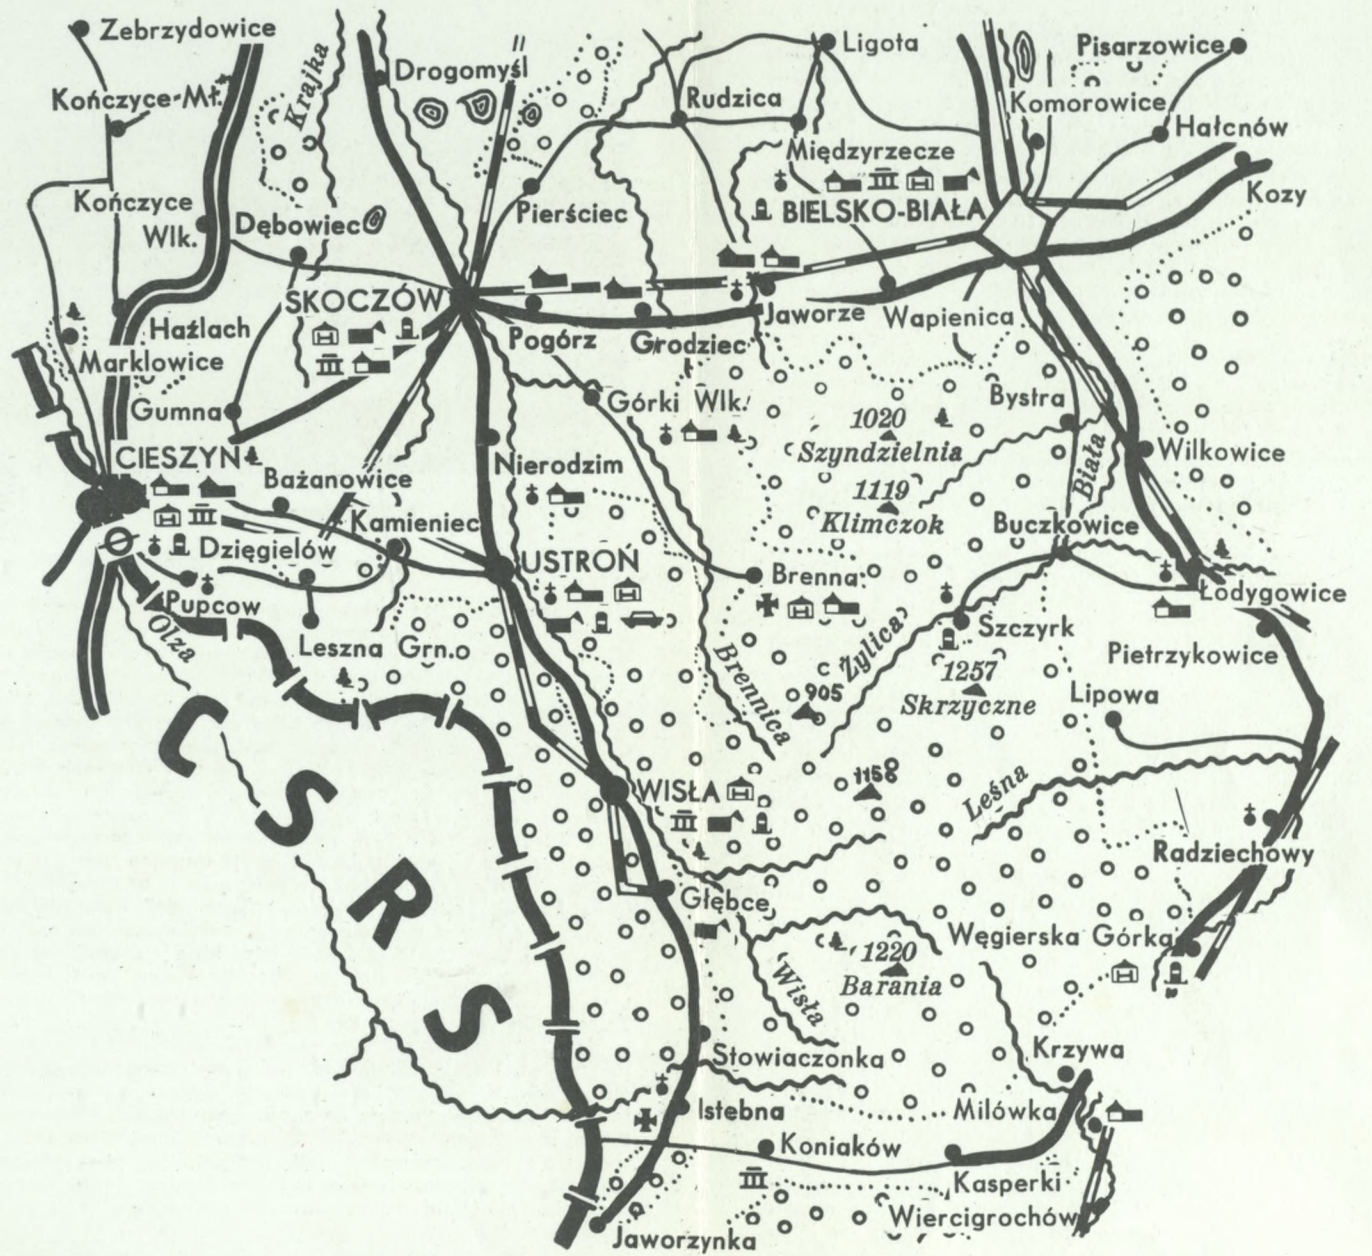 Zebrzydowice
Ligota
Pisarzowice
Krajka
Drogomyśl
Kończyce-Mł.
Rudzica
Komorowice
Hałcnów
Międzyrzecze
Kozy
Kończyce
Wlk.
Dębowiec
Pierściec
BIELSKO-BIAŁA
SKOCZÓW
Haźlach
Pogórz
Grodziec
Jaworze
Wapienica
Marklowice
Gumna
Górki Wlk.
1020
Szyndzielnia
Bystra
CIESZYN
Bażanowice
Nierodzim
Biała
Wilkowice
1119
Klimczok
Kamieniec
Buczkowice
Dzięgielów
USTROŃ
Brenna
Łodygowice
Pupcow
Olza
Leszna Grn.
Brennica
Żylica
Szczyrk
Pietrzykowice
905
1257
Skrzyczne
Lipowa
CSRS
WISŁA
1156
Leśna
Radziechowy
Głębce
Węgierska Górka
1220
Barania
Wisła
Słowiaczonka
Krzywa
Istebna
Milówka
Koniaków
Kasperki
Wiercigrochów
Jaworzynka